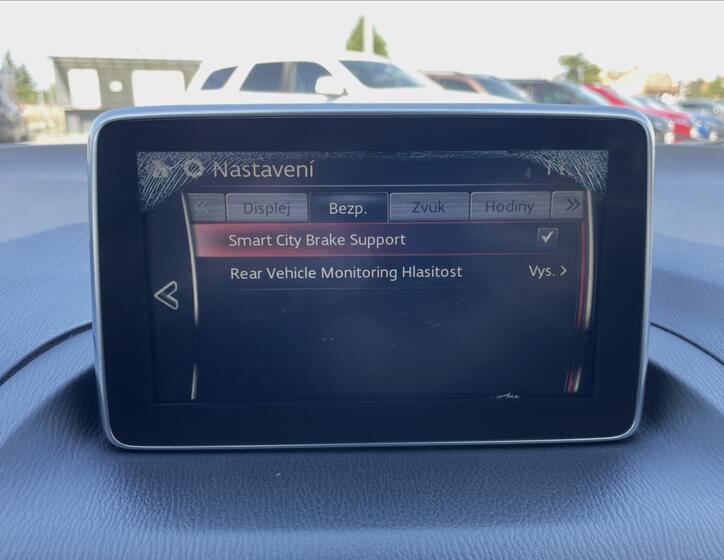 Nastavení
Displej Bezp. Zvuk Hodiny
Smart City Brake Support
Rear Vehicle Monitoring Hlasitost Vys.